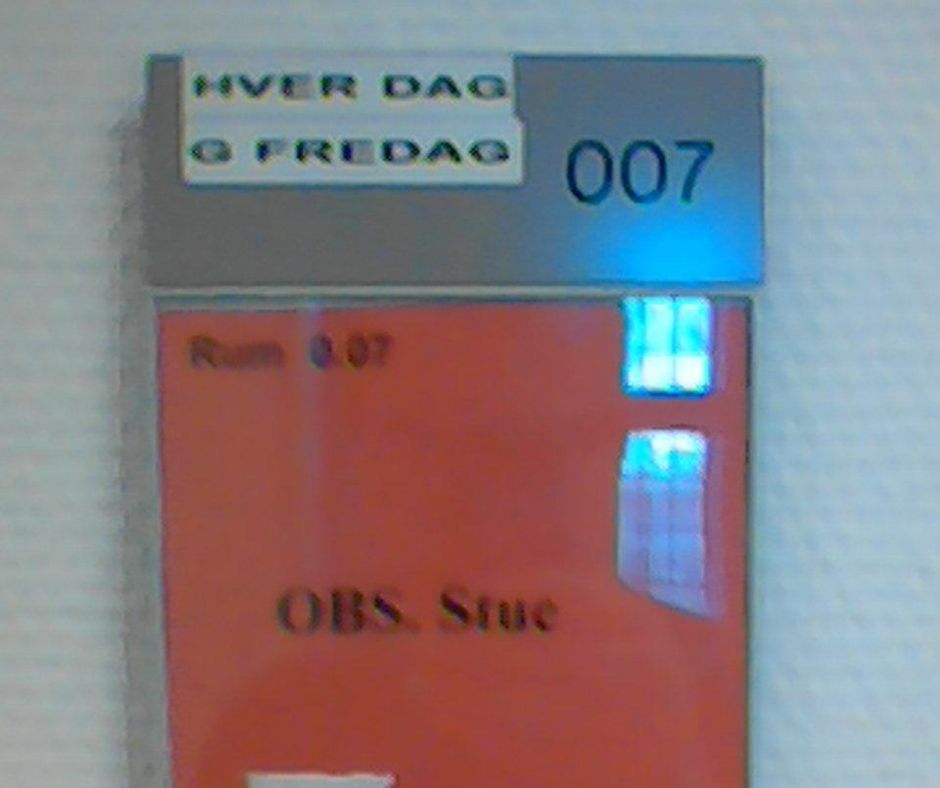 HVER DAG
G FREDAG
007
Rum 0.07
OBS. Stue